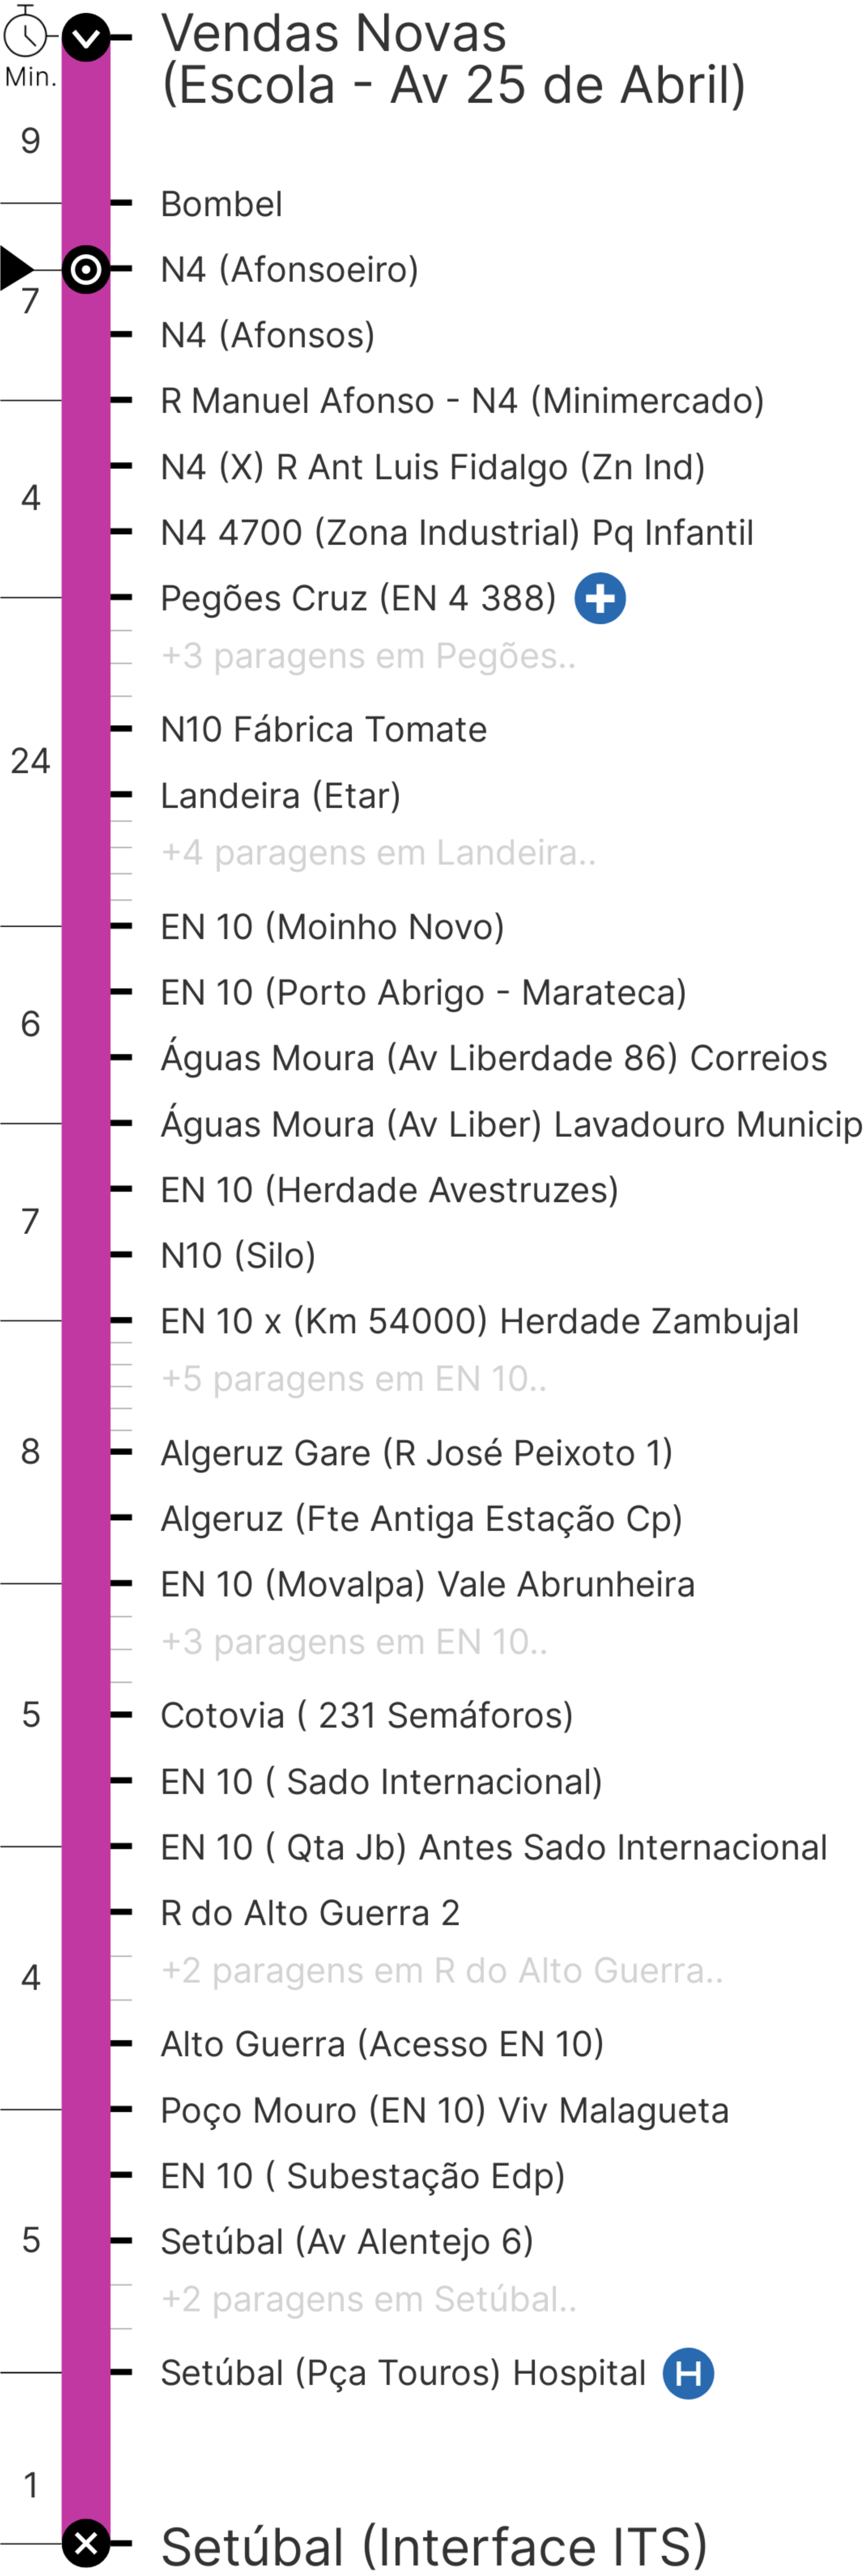 Vendas Novas
(Escola - Av 25 de Abril)
Min.
9
Bombel
N4 (Afonsoeiro)
7
N4 (Afonsos)
R Manuel Afonso - N4 (Minimercado)
N4 (X) R Ant Luis Fidalgo (Zn Ind)
4
N4 4700 (Zona Industrial) Pq Infantil
Pegões Cruz (EN 4 388)
+3 paragens em Pegões..
N10 Fábrica Tomate
24
Landeira (Etar)
+4 paragens em Landeira..
EN 10 (Moinho Novo)
EN 10 (Porto Abrigo - Marateca)
6
Águas Moura (Av Liberdade 86) Correios
Águas Moura (Av Liber) Lavadouro Municip
EN 10 (Herdade Avestruzes)
7
N10 (Silo)
EN 10 x (Km 54000) Herdade Zambujal
+5 paragens em EN 10..
8
Algeruz Gare (R José Peixoto 1)
Algeruz (Fte Antiga Estação Cp)
EN 10 (Movalpa) Vale Abrunheira
+3 paragens em EN 10..
5
Cotovia ( 231 Semáforos)
EN 10 ( Sado Internacional)
EN 10 ( Qta Jb) Antes Sado Internacional
R do Alto Guerra 2
+2 paragens em R do Alto Guerra..
4
Alto Guerra (Acesso EN 10)
Poço Mouro (EN 10) Viv Malagueta
EN 10 ( Subestação Edp)
5
Setúbal (Av Alentejo 6)
+2 paragens em Setúbal..
Setúbal (Pça Touros) Hospital H
1
Setúbal (Interface ITS)